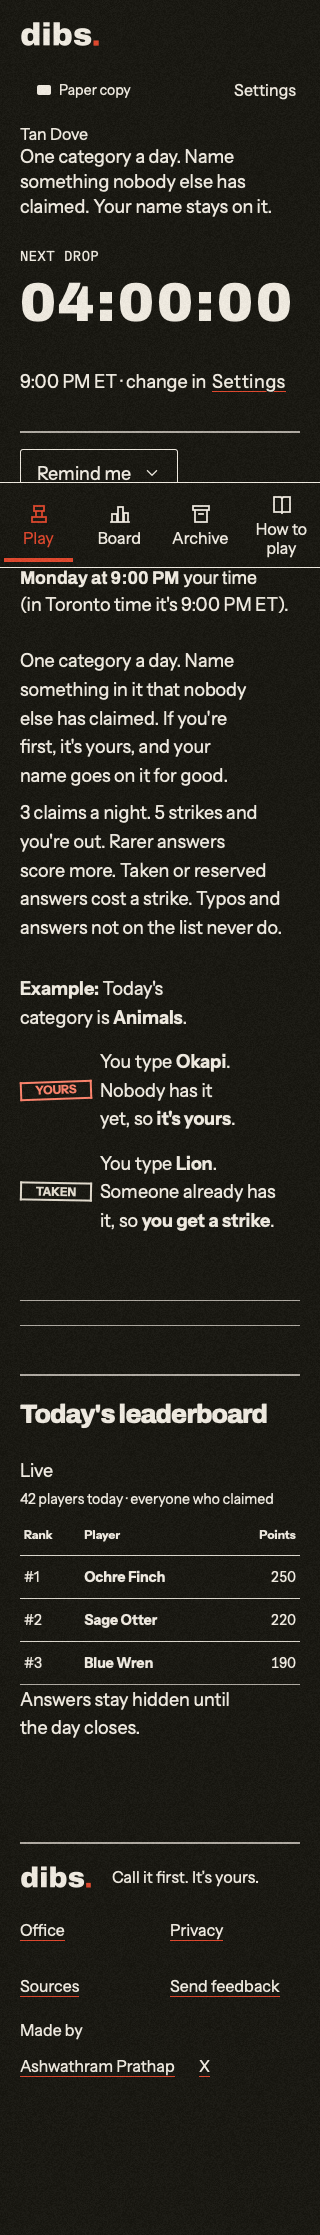 dibs.
Paper copy
Settings
Tan Dove
One category a day. Name
something nobody else has
claimed. Your name stays on it.
NEXT DROP
04:00:00
9:00 PM ET · change in Settings
Remind me
Play
Board
Archive
How to
play
Monday at 9:00 PM your time
(in Toronto time it's 9:00 PM ET).
One category a day. Name
something in it that nobody
else has claimed. If you're
first, it's yours, and your
name goes on it for good.
3 claims a night. 5 strikes and
you're out. Rarer answers
score more. Taken or reserved
answers cost a strike. Typos and
answers not on the list never do.
Example: Today's
category is Animals.
YOURS
You type Okapi.
Nobody has it
yet, so it's yours.
TAKEN
You type Lion.
Someone already has
it, so you get a strike.
Today's leaderboard
Live
42 players today · everyone who claimed
Rank Player Points
#1 Ochre Finch 250
#2 Sage Otter 220
#3 Blue Wren 190
Answers stay hidden until
the day closes.
dibs. Call it first. It's yours.
Office Privacy
Sources Send feedback
Made by
Ashwathram Prathap X